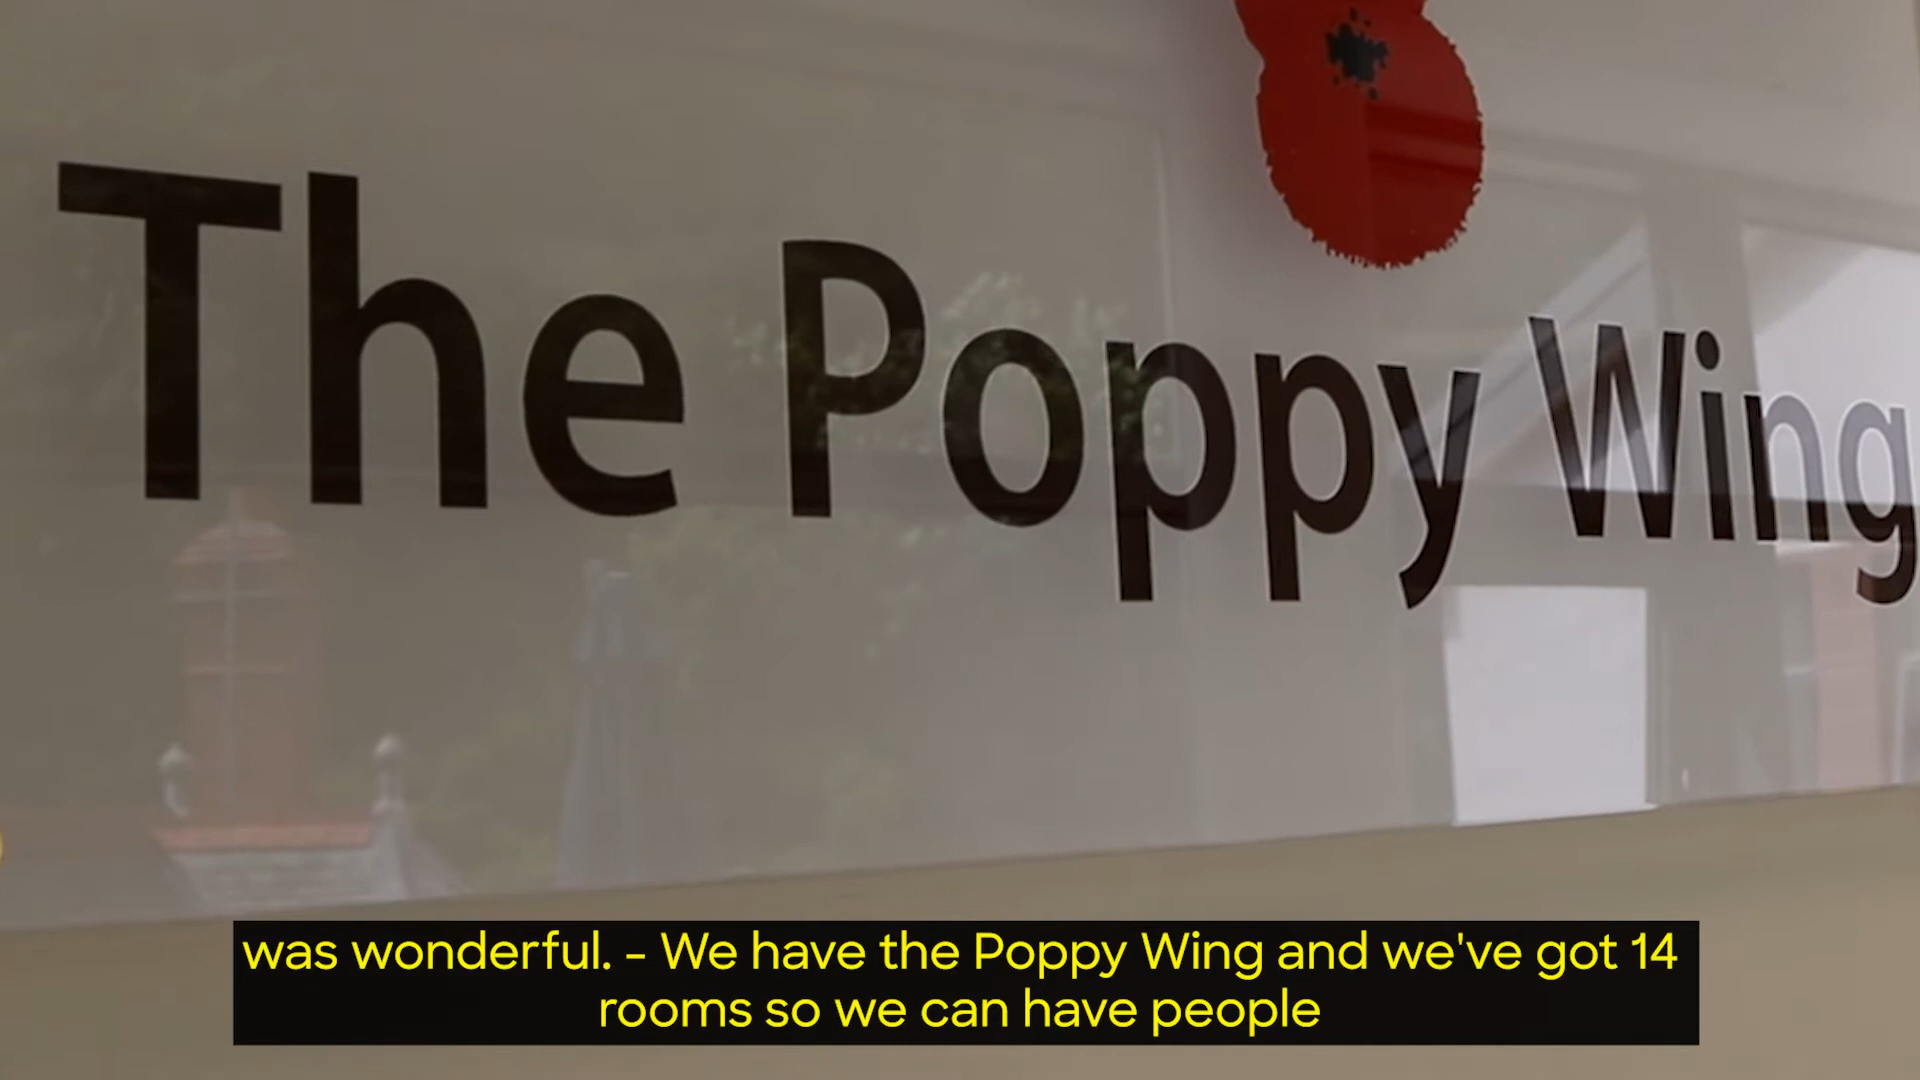 The Poppy Wing
was wonderful. – We have the Poppy Wing and we've got 14
rooms so we can have people